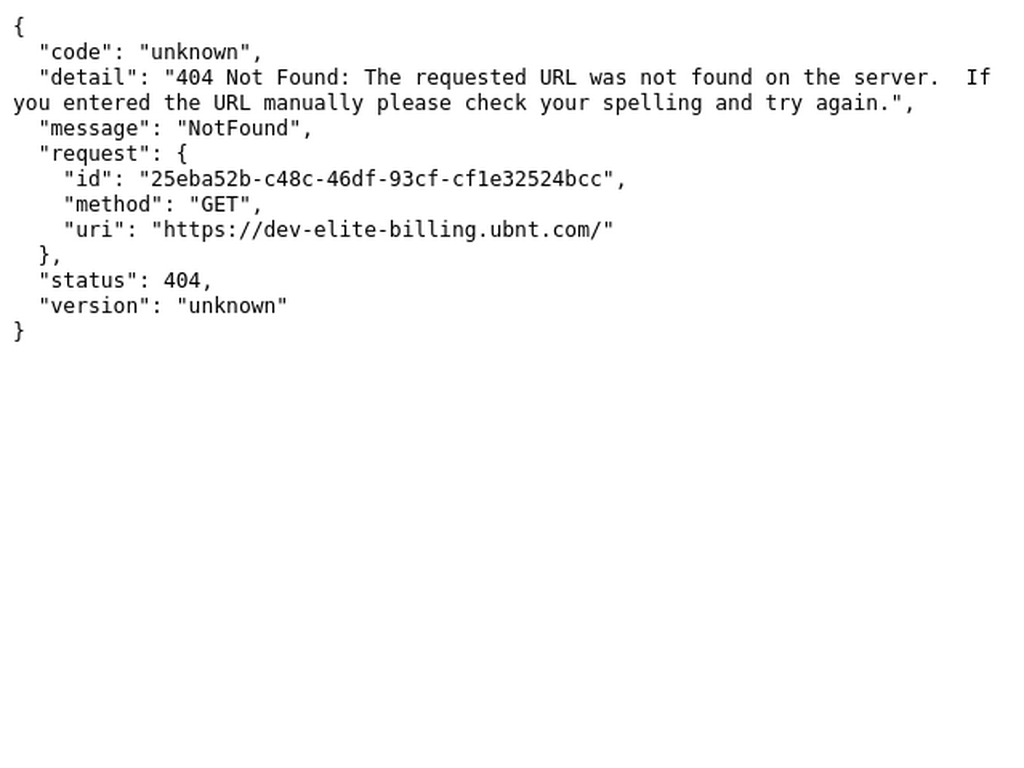 {
  "code": "unknown",
  "detail": "404 Not Found: The requested URL was not found on the server.  If
you entered the URL manually please check your spelling and try again.",
  "message": "NotFound",
  "request": {
    "id": "25eba52b-c48c-46df-93cf-cf1e32524bcc",
    "method": "GET",
    "uri": "https://dev-elite-billing.ubnt.com/"
  },
  "status": 404,
  "version": "unknown"
}